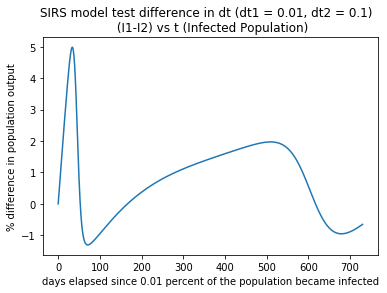 SIRS model test difference in dt (dt1 = 0.01, dt2 = 0.1)
(I1-I2) vs t (Infected Population)
% difference in population output
5
4
3
2
1
0
−1
0 100 200 300 400 500 600 700
days elapsed since 0.01 percent of the population became infected